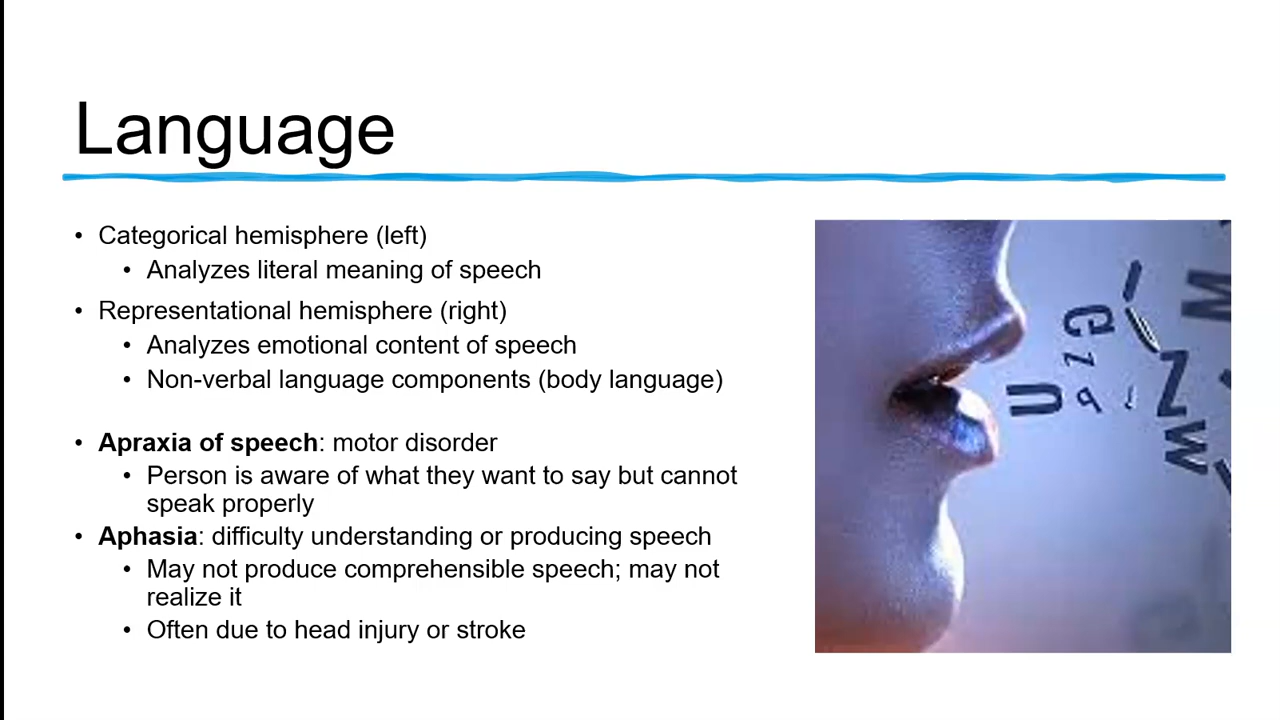 Language
• Categorical hemisphere (left)
• Analyzes literal meaning of speech
• Representational hemisphere (right)
• Analyzes emotional content of speech
• Non-verbal language components (body language)
• Apraxia of speech: motor disorder
• Person is aware of what they want to say but cannot
speak properly
• Aphasia: difficulty understanding or producing speech
• May not produce comprehensible speech; may not
realize it
• Often due to head injury or stroke